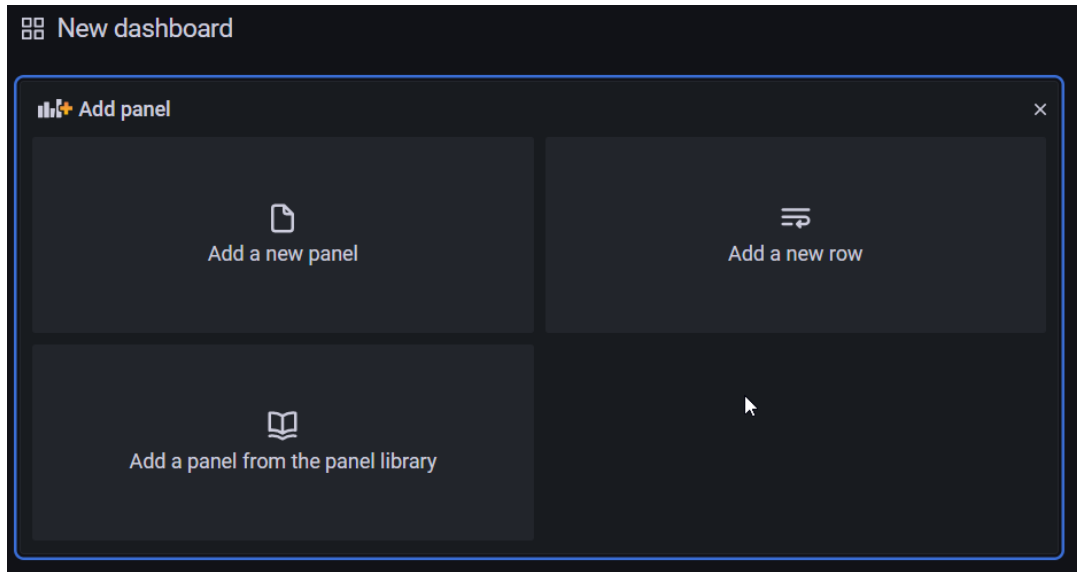 New dashboard
Add panel
Add a new panel
Add a new row
Add a panel from the panel library